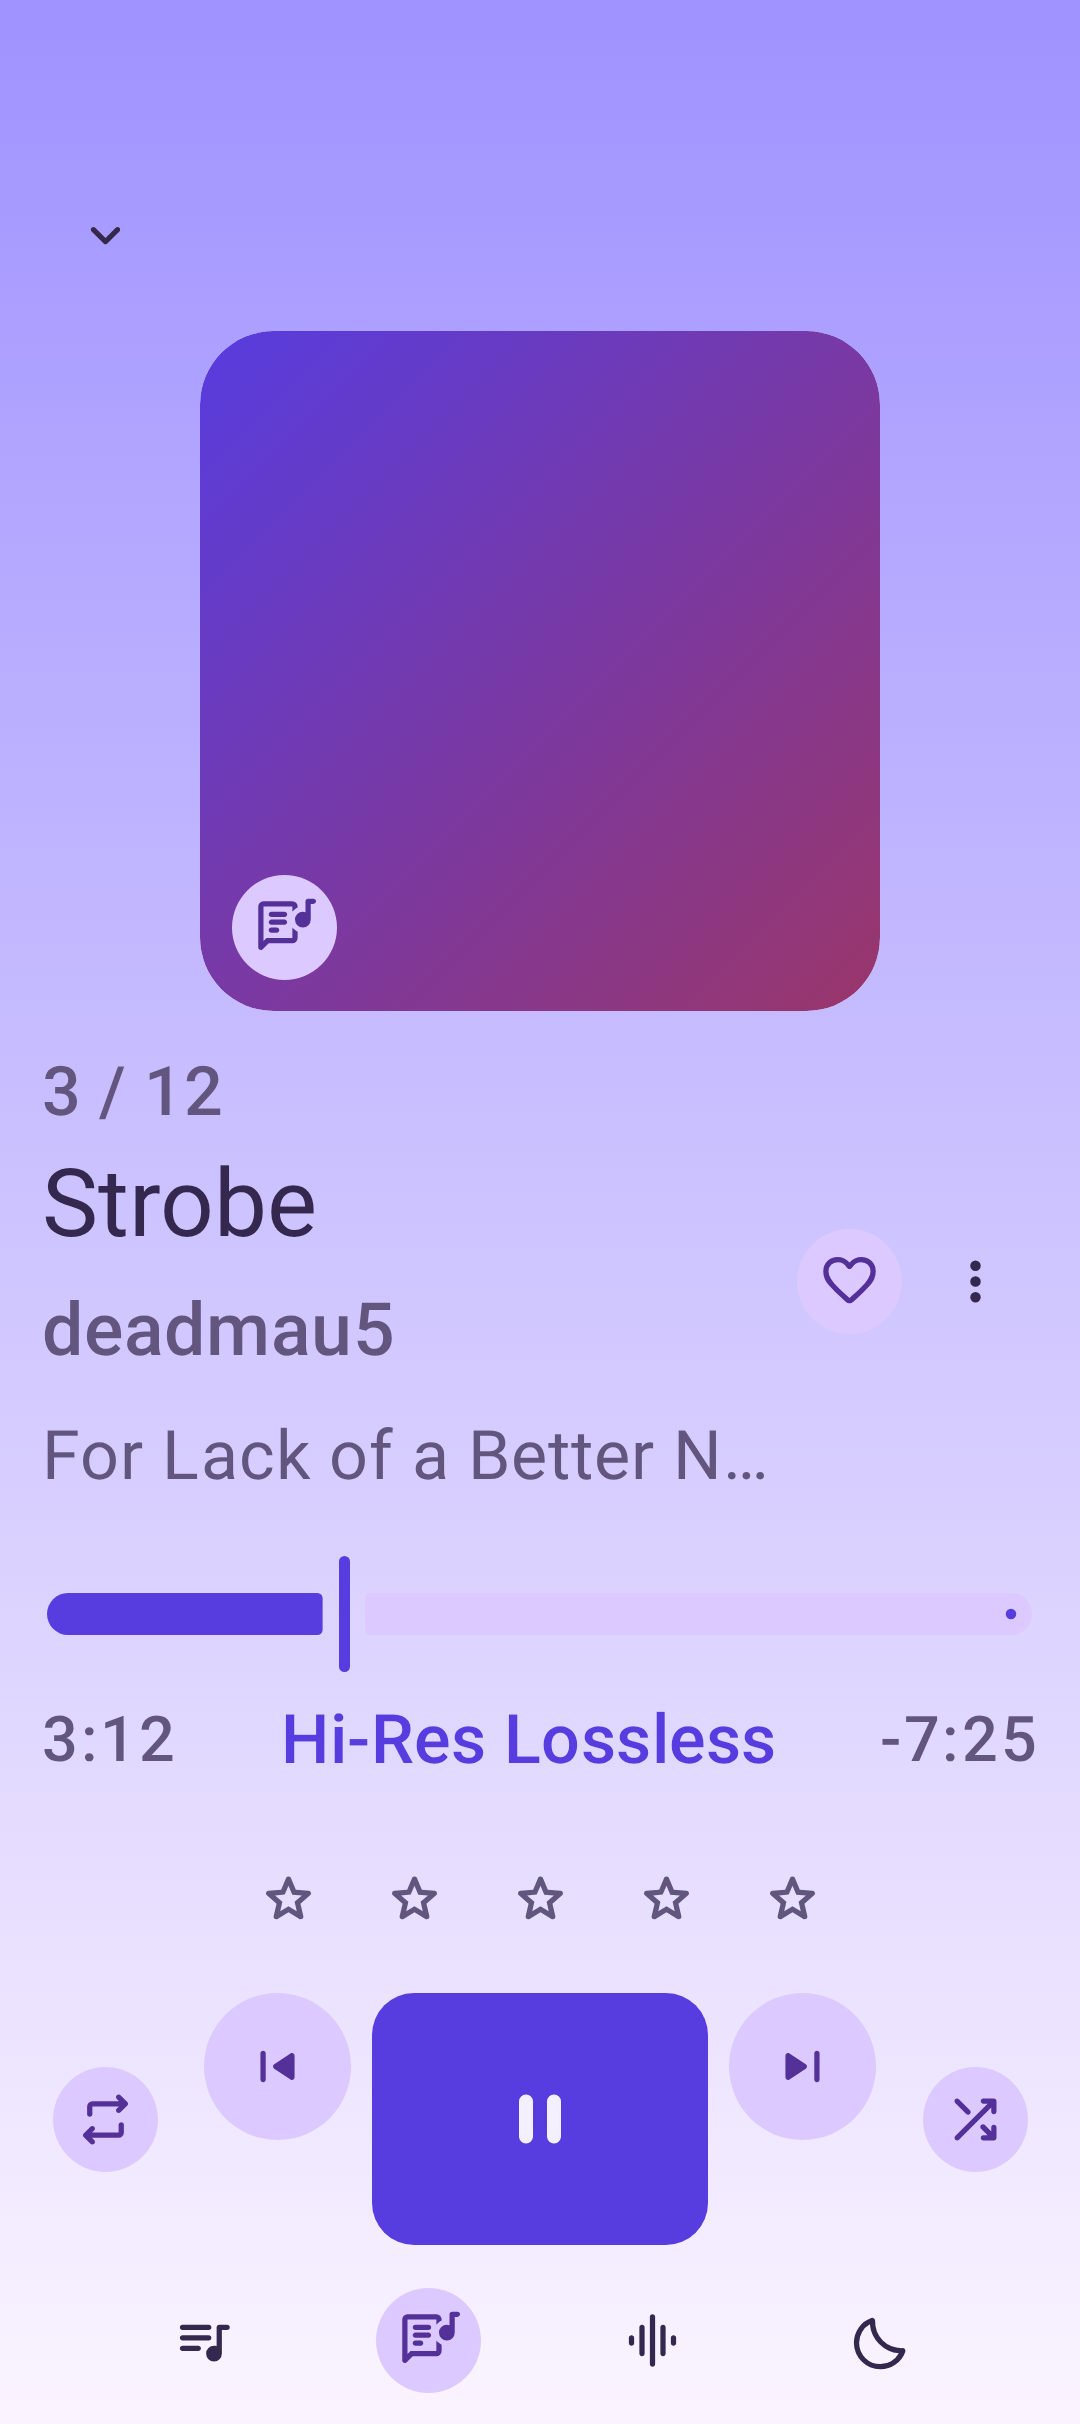 3 / 12
Strobe
deadmau5
For Lack of a Better N…
3:12
Hi-Res Lossless
-7:25